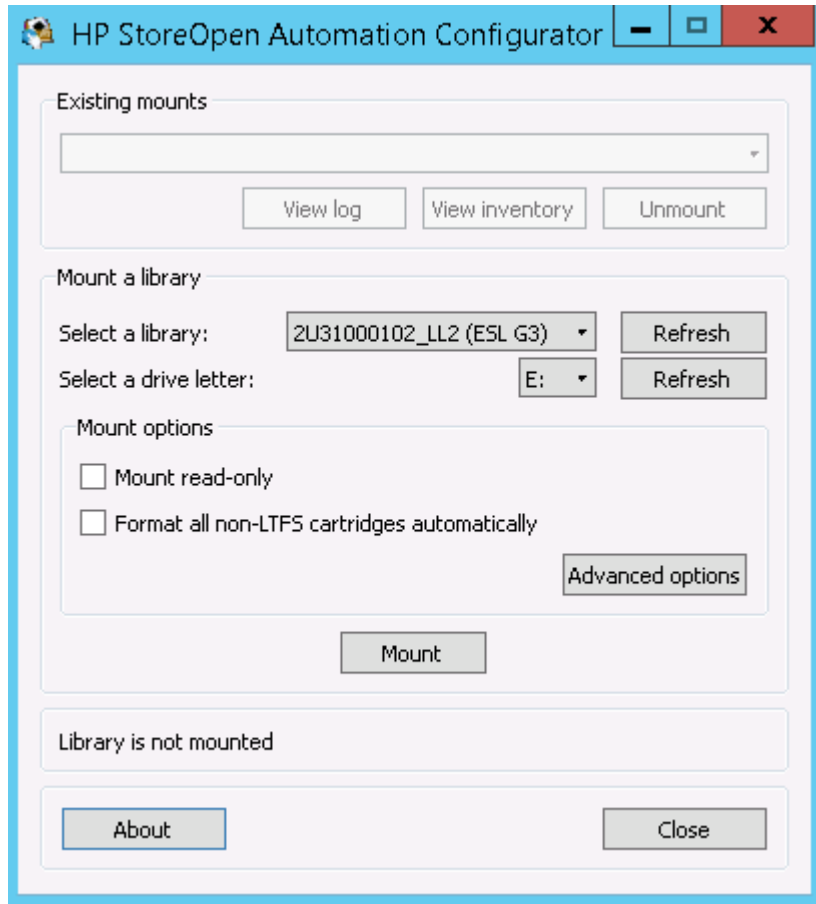 HP StoreOpen Automation Configurator
Existing mounts
View log View inventory Unmount
Mount a library
Select a library: 2U31000102_LL2 (ESL G3) Refresh
Select a drive letter: E: Refresh
Mount options
Mount read-only
Format all non-LTFS cartridges automatically
Advanced options
Mount
Library is not mounted
About Close